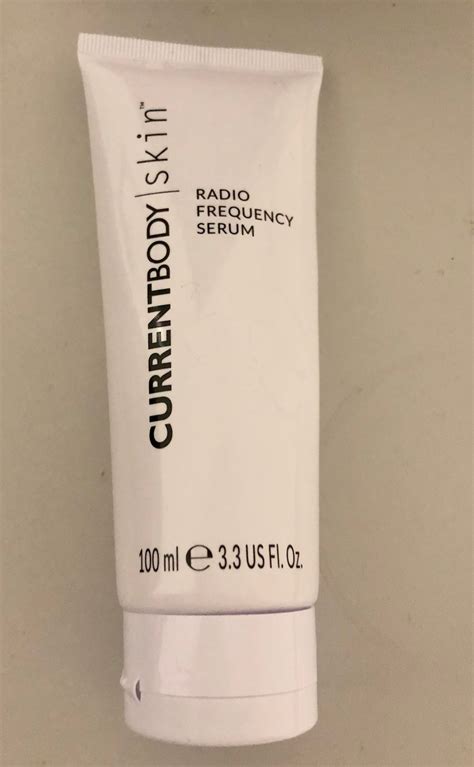 CURRENTBODY|skin™
RADIO
FREQUENCY
SERUM
100 ml ℮ 3.3 US Fl. Oz.